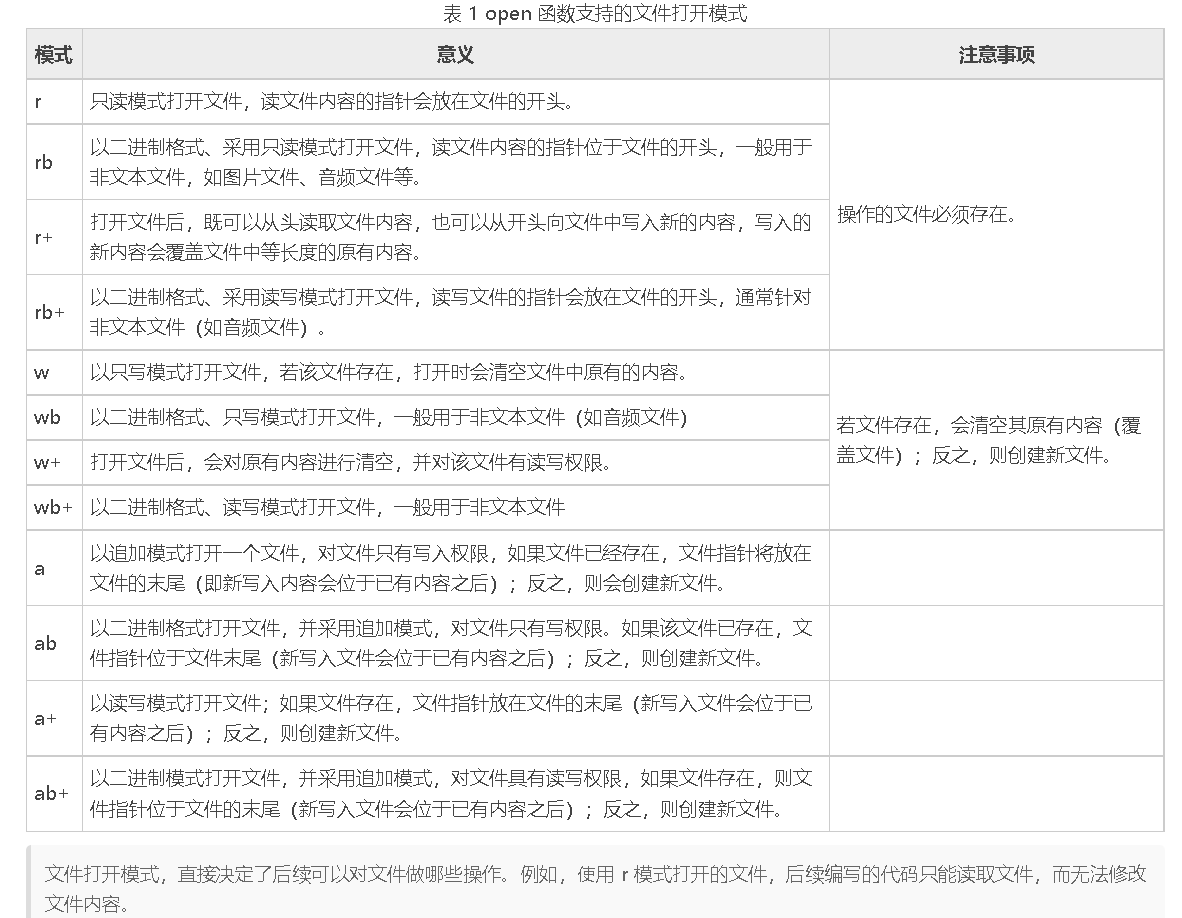 表 1 open 函数支持的文件打开模式
模式 意义 注意事项
r 只读模式打开文件，读文件内容的指针会放在文件的开头。
rb 以二进制格式、采用只读模式打开文件，读文件内容的指针位于文件的开头，一般用于
非文本文件，如图片文件、音频文件等。
r+ 打开文件后，既可以从头读取文件内容，也可以从开头向文件中写入新的内容，写入的
新内容会覆盖文件中等长度的原有内容。
rb+ 以二进制格式、采用读写模式打开文件，读写文件的指针会放在文件的开头，通常针对
非文本文件（如音频文件）。
操作的文件必须存在。
w 以只写模式打开文件，若该文件存在，打开时会清空文件中原有的内容。
wb 以二进制格式、只写模式打开文件，一般用于非文本文件（如音频文件）
w+ 打开文件后，会对原有内容进行清空，并对该文件有读写权限。
wb+ 以二进制格式、读写模式打开文件，一般用于非文本文件
若文件存在，会清空其原有内容（覆
盖文件）；反之，则创建新文件。
a 以追加模式打开一个文件，对文件只有写入权限，如果文件已经存在，文件指针将放在
文件的末尾（即新写入内容会位于已有内容之后）；反之，则会创建新文件。
ab 以二进制格式打开文件，并采用追加模式，对文件只有写权限。如果该文件已存在，文
件指针位于文件末尾（新写入文件会位于已有内容之后）；反之，则创建新文件。
a+ 以读写模式打开文件；如果文件存在，文件指针放在文件的末尾（新写入文件会位于已
有内容之后）；反之，则创建新文件。
ab+ 以二进制模式打开文件，并采用追加模式，对文件具有读写权限，如果文件存在，则文
件指针位于文件的末尾（新写入文件会位于已有内容之后）；反之，则创建新文件。
文件打开模式，直接决定了后续可以对文件做哪些操作。例如，使用 r 模式打开的文件，后续编写的代码只能读取文件，而无法修改
文件内容。